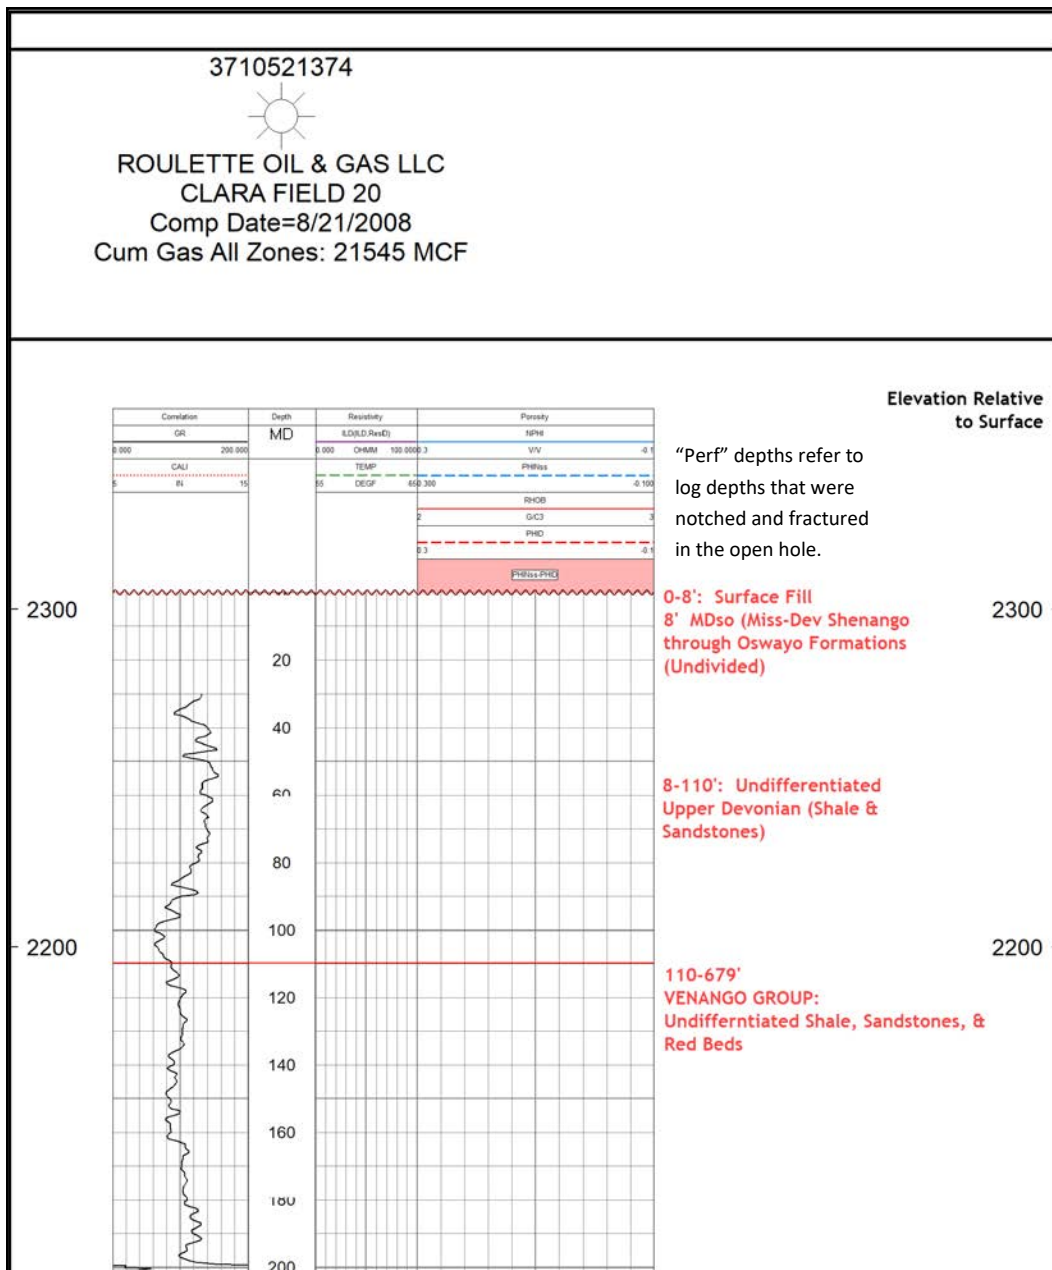 3710521374
ROULETTE OIL & GAS LLC
CLARA FIELD 20
Comp Date=8/21/2008
Cum Gas All Zones: 21545 MCF
Elevation Relative
to Surface
Correlation Depth Resistivity Porosity
GR MD ILD(ILD,ResD) NPHI
0.000 200.000 0.000 OHMM 100.000 0.3 V/V -0.1
CALI TEMP PHINss
5 IN 15 55 DEGF 65 0.300 -0.100
RHOB
2 G/C3 3
PHID
0.3 -0.1
PHINss-PHID
“Perf” depths refer to
log depths that were
notched and fractured
in the open hole.
2300 2300
0-8': Surface Fill
8' MDso (Miss-Dev Shenango
through Oswayo Formations
(Undivided)
20
40
60
8-110': Undifferentiated
Upper Devonian (Shale &
Sandstones)
80
100
2200 2200
110-679'
VENANGO GROUP:
Undifferntiated Shale, Sandstones, &
Red Beds
120
140
160
180
200